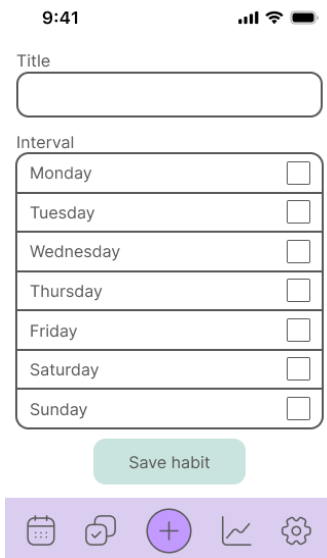 9:41
Title
Interval
Monday
Tuesday
Wednesday
Thursday
Friday
Saturday
Sunday
Save habit